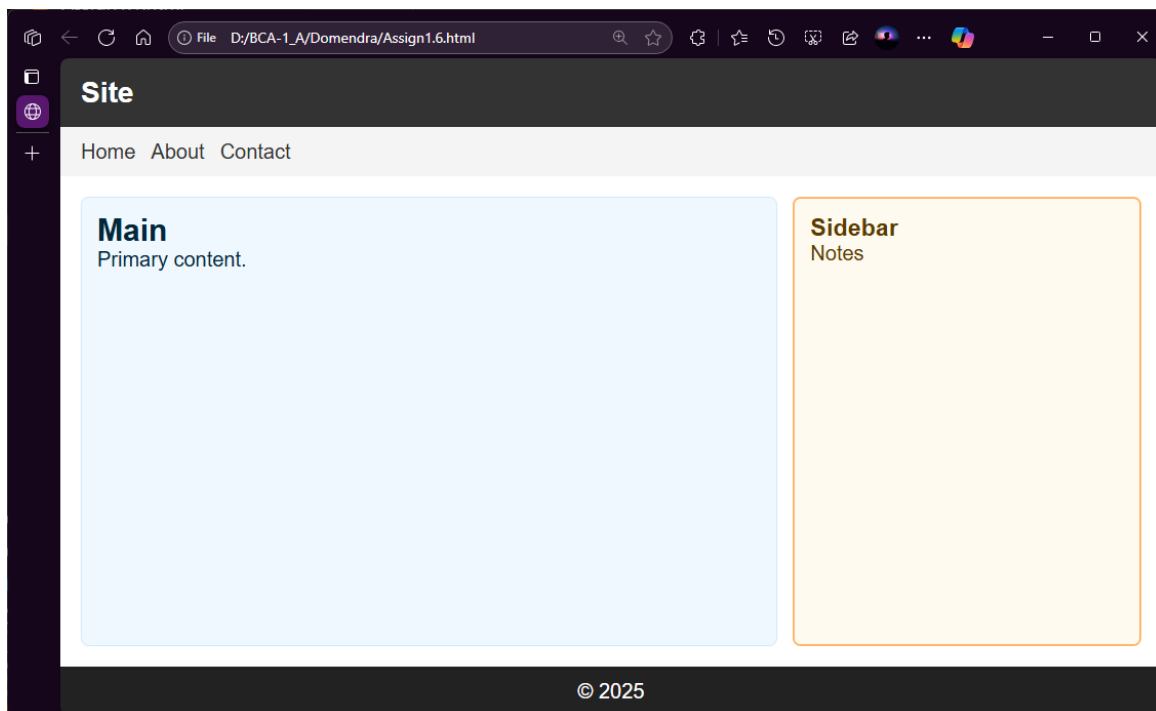 File D:/BCA-1_A/Domendra/Assign1.6.html
Site
Home About Contact
Main
Primary content.
Sidebar
Notes
© 2025